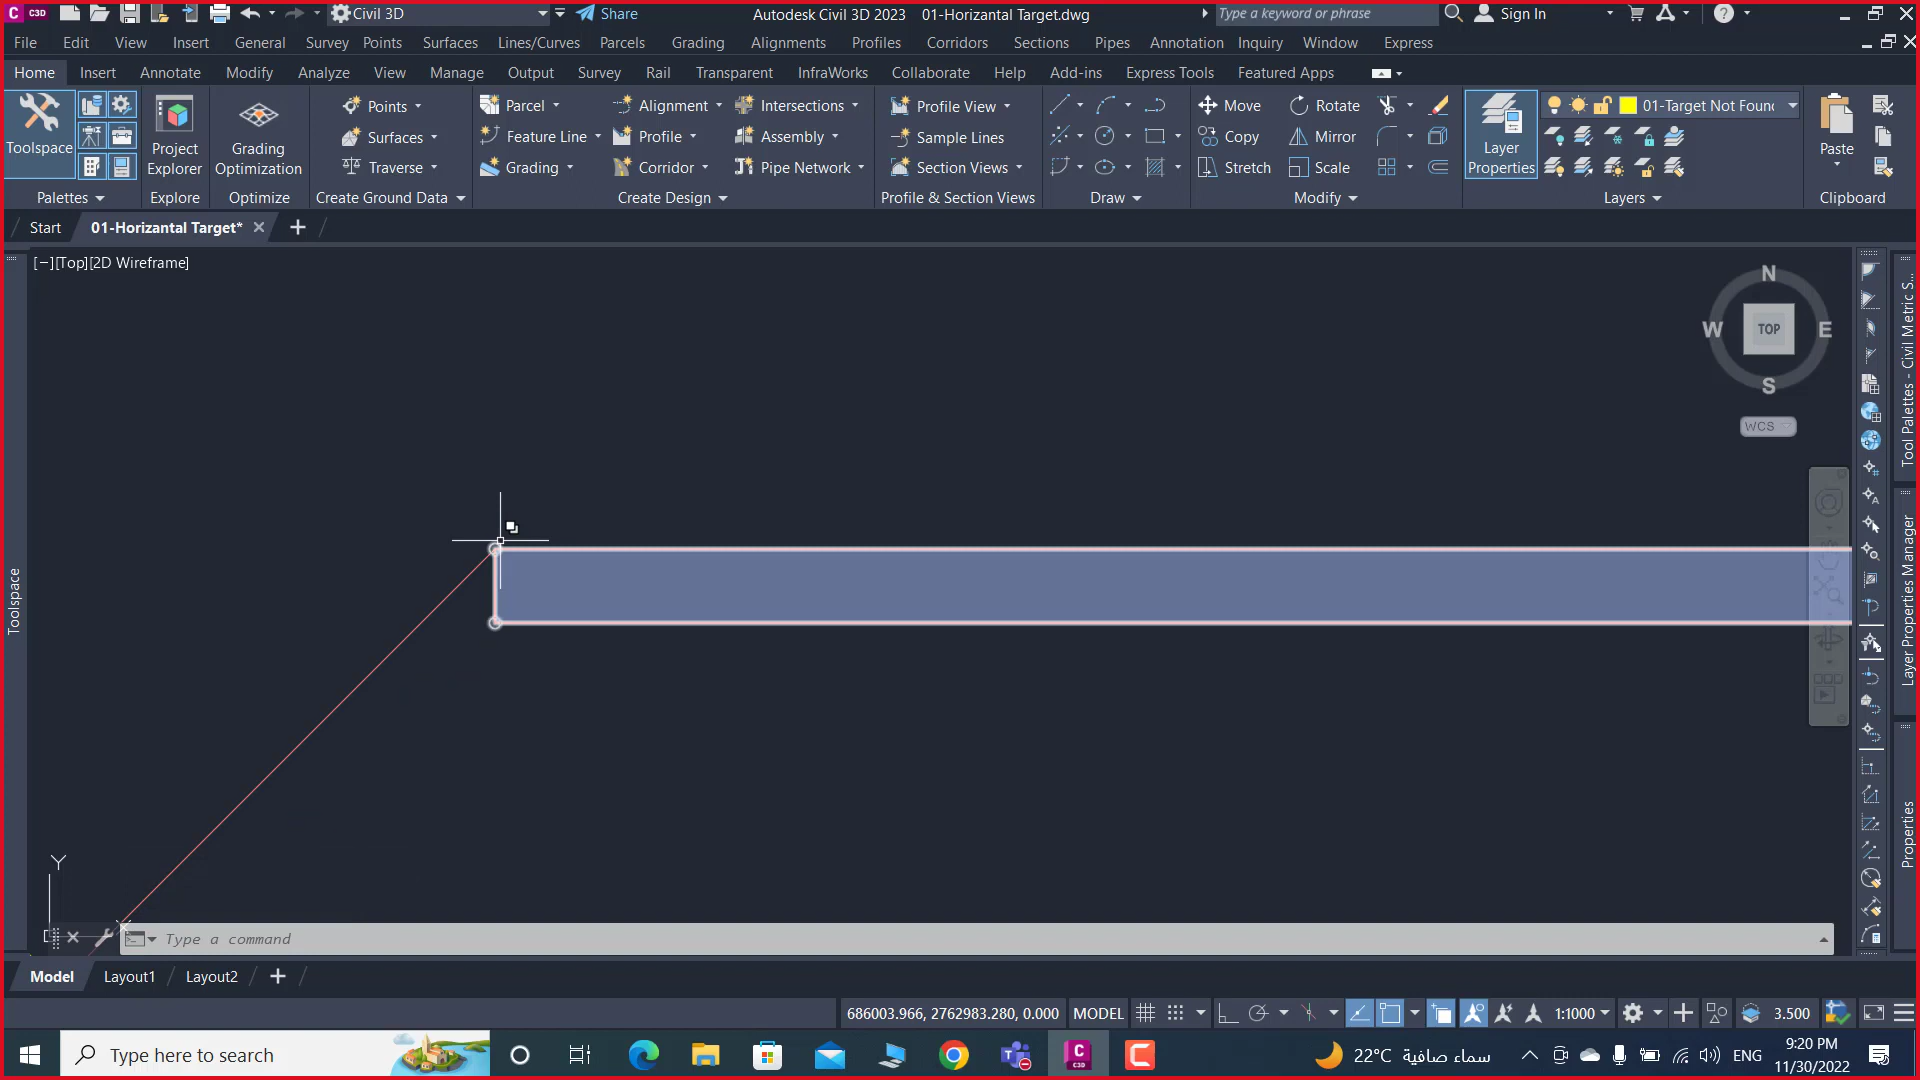 C3D Civil 3D Share Autodesk Civil 3D 2023 01-Horizantal Target.dwg Type a keyword or phrase Sign In
File Edit View Insert General Survey Points Surfaces Lines/Curves Parcels Grading Alignments Profiles Corridors Sections Pipes Annotation Inquiry Window Express
Home Insert Annotate Modify Analyze View Manage Output Survey Rail Transparent InfraWorks Collaborate Help Add-ins Express Tools Featured Apps
Points Parcel Alignment Intersections Profile View Move Rotate 01-Target Not Foun
Toolspace Project Explorer Grading Optimization Surfaces Feature Line Profile Assembly Sample Lines Copy Mirror Layer Properties Paste
Traverse Grading Corridor Pipe Network Section Views Stretch Scale
Palettes Explore Optimize Create Ground Data Create Design Profile & Section Views Draw Modify Layers Clipboard
Start 01-Horizantal Target*
[−][Top][2D Wireframe]
N
W TOP E
S
WCS
Tool Palettes - Civil Metric S...
Layer Properties Manager
Properties
Toolspace
Y
Type a command
Model Layout1 Layout2
686003.966, 2762983.280, 0.000 MODEL 1:1000 3.500
Type here to search 22°C سماء صافية ENG 9:20 PM
11/30/2022